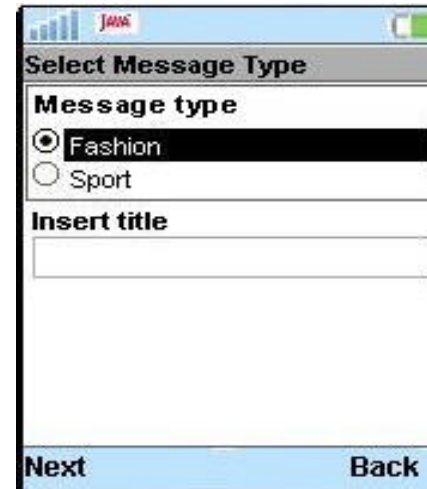 JAVA
Select Message Type
Message type
Fashion
Sport
Insert title
Next Back